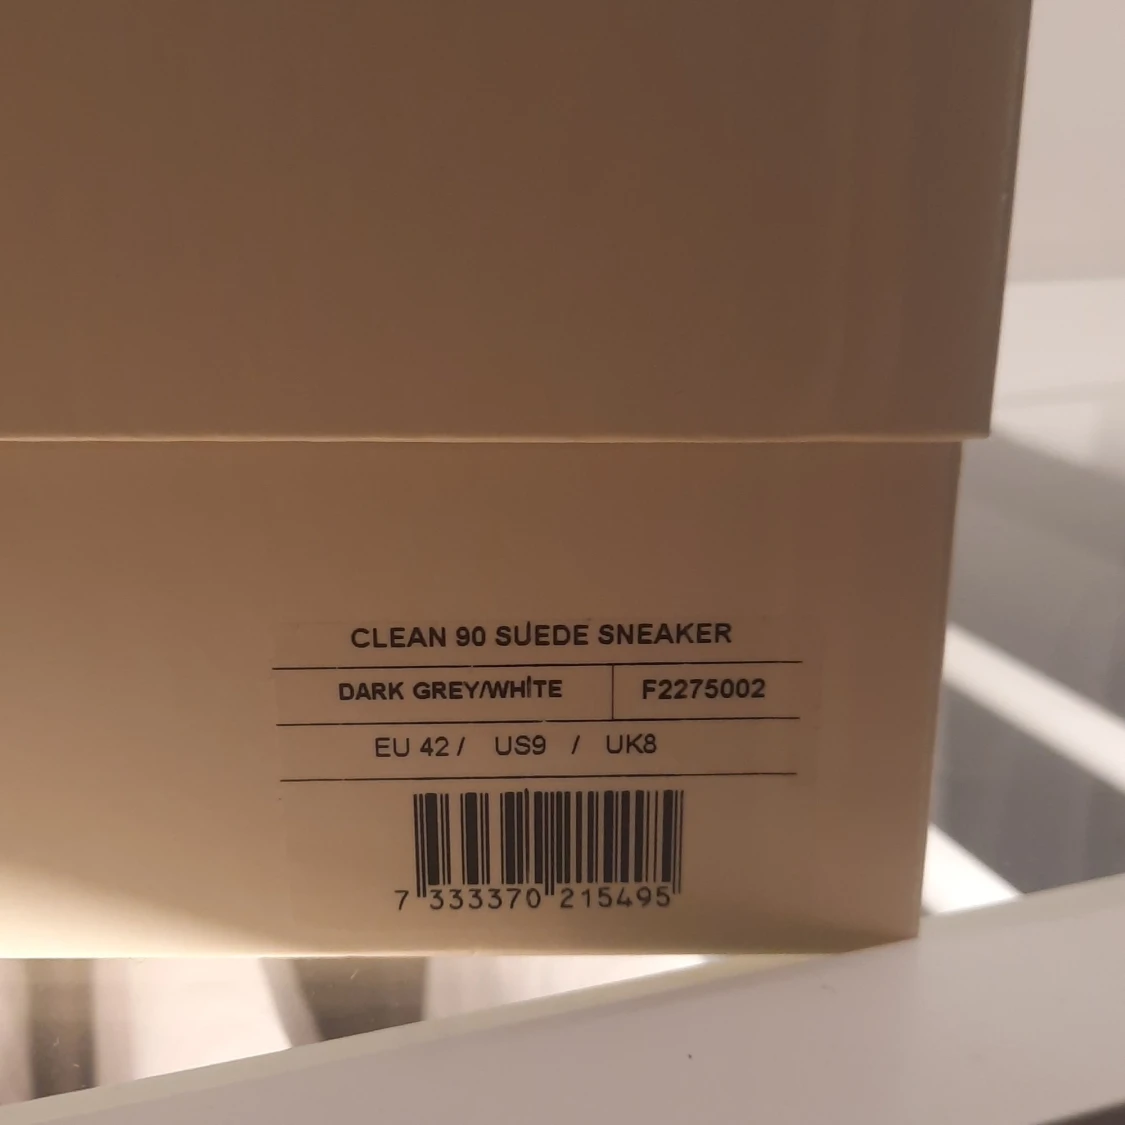 CLEAN 90 SUEDE SNEAKER
DARK GREY/WHITE F2275002
EU 42 / US9 / UK8
7 333370 215495